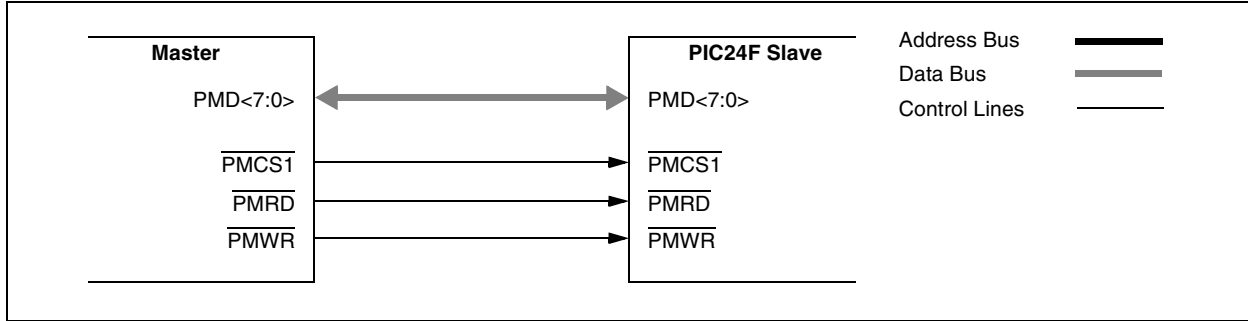 Master
PMD<7:0>
PMCS1
PMRD
PMWR
PIC24F Slave
PMD<7:0>
PMCS1
PMRD
PMWR
Address Bus
Data Bus
Control Lines